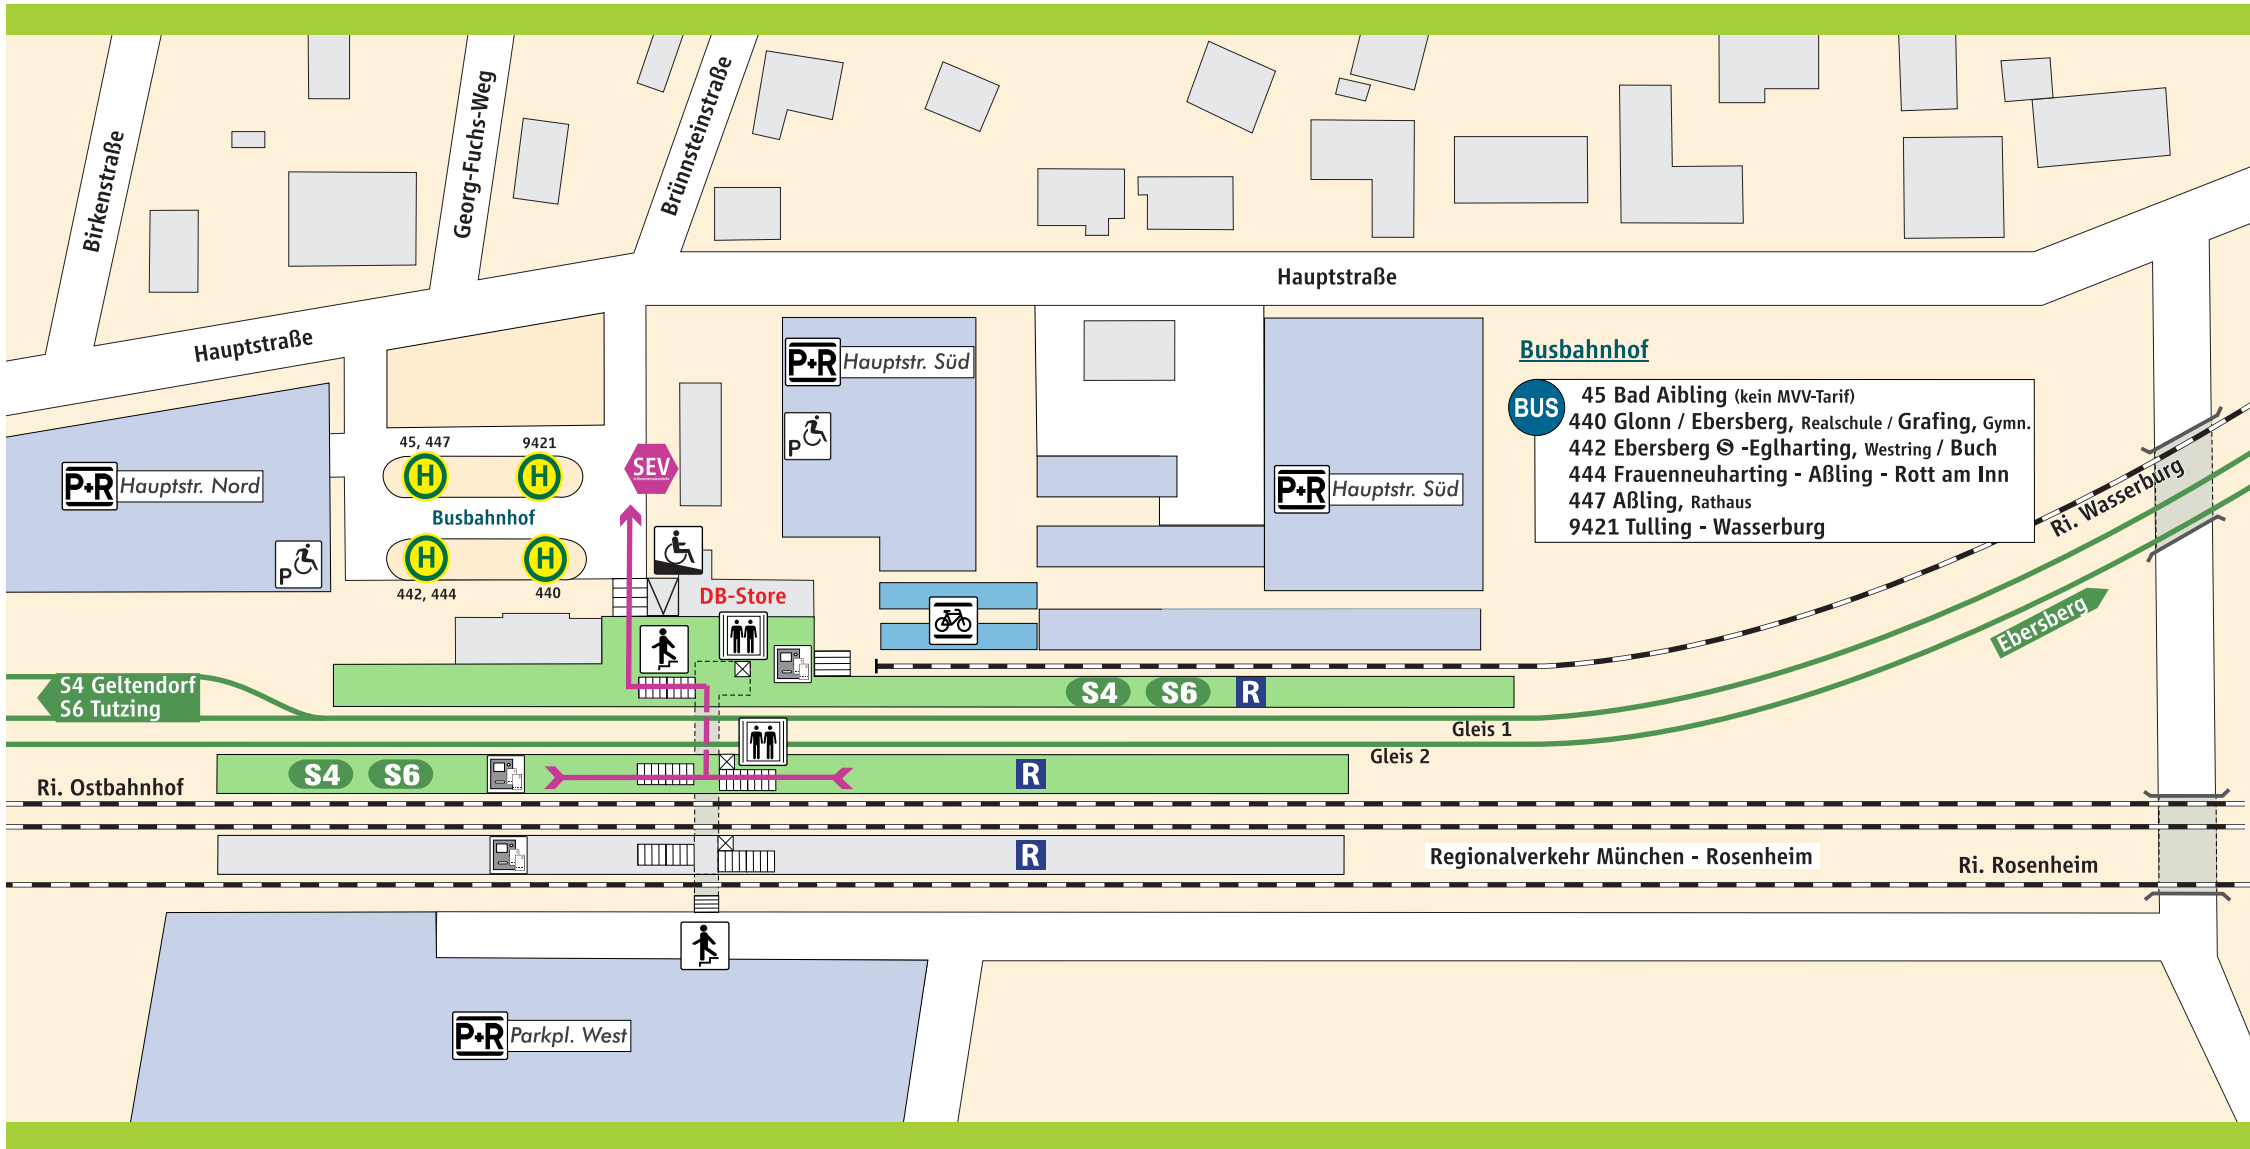 Birkenstraße
Georg-Fuchs-Weg
Brünnsteinstraße
Hauptstraße
Hauptstraße
P+R Hauptstr. Süd
P
P+R Hauptstr. Nord
P
P+R Hauptstr. Süd
45, 447
9421
H
H
Busbahnhof
H
H
442, 444
440
SEV
DB-Store
Busbahnhof
BUS
45 Bad Aibling (kein MVV-Tarif)
440 Glonn / Ebersberg, Realschule / Grafing, Gymn.
442 Ebersberg S -Eglharting, Westring / Buch
444 Frauenneuharting - Aßling - Rott am Inn
447 Aßling, Rathaus
9421 Tulling - Wasserburg
Ri. Wasserburg
Ebersberg
S4 Geltendorf
S6 Tutzing
S4 S6 R
Gleis 1
Gleis 2
S4 S6
R
Ri. Ostbahnhof
R
Regionalverkehr München - Rosenheim
Ri. Rosenheim
P+R Parkpl. West